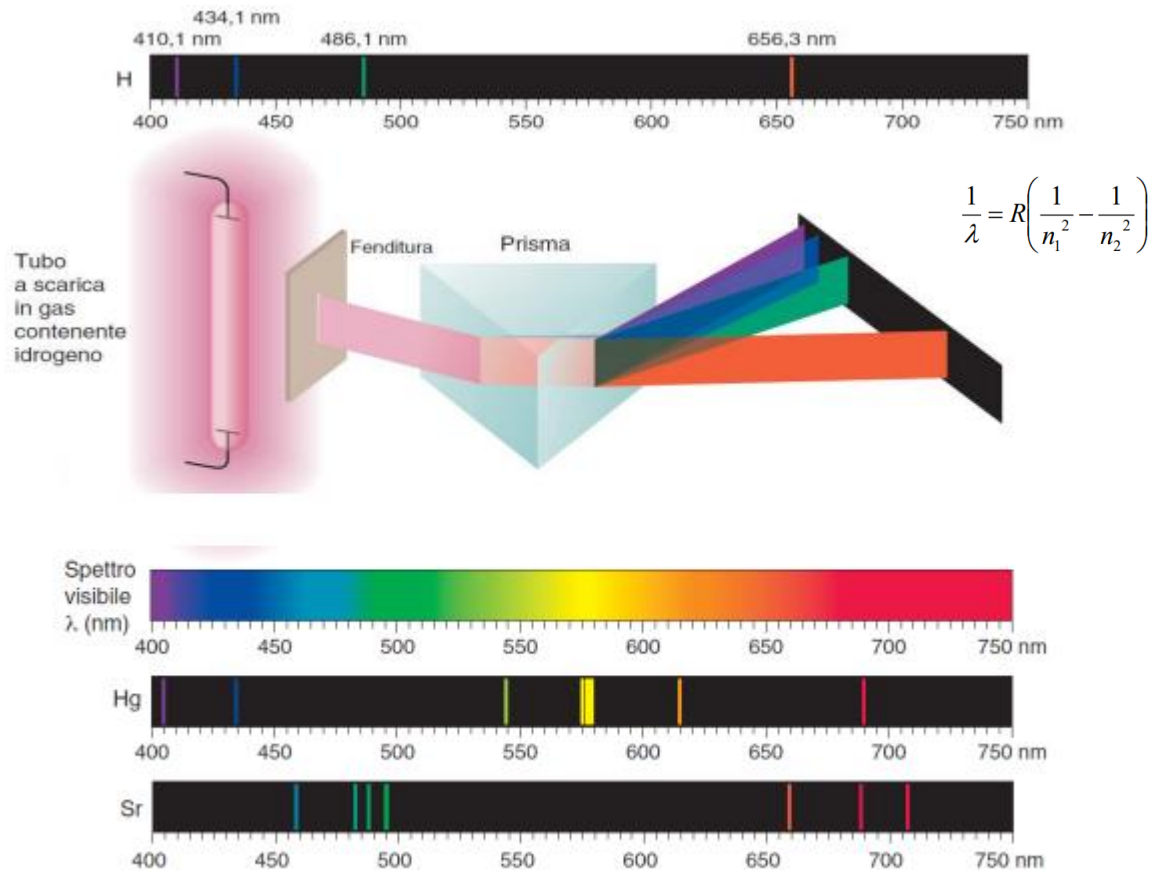 434,1 nm
410,1 nm 486,1 nm 656,3 nm
H
400 450 500 550 600 650 700 750 nm
1/λ = R(1/n₁² − 1/n₂²)
Fenditura
Prisma
Tubo
a scarica
in gas
contenente
idrogeno
Spettro
visibile
λ (nm)
400 450 500 550 600 650 700 750 nm
Hg
400 450 500 550 600 650 700 750 nm
Sr
400 450 500 550 600 650 700 750 nm